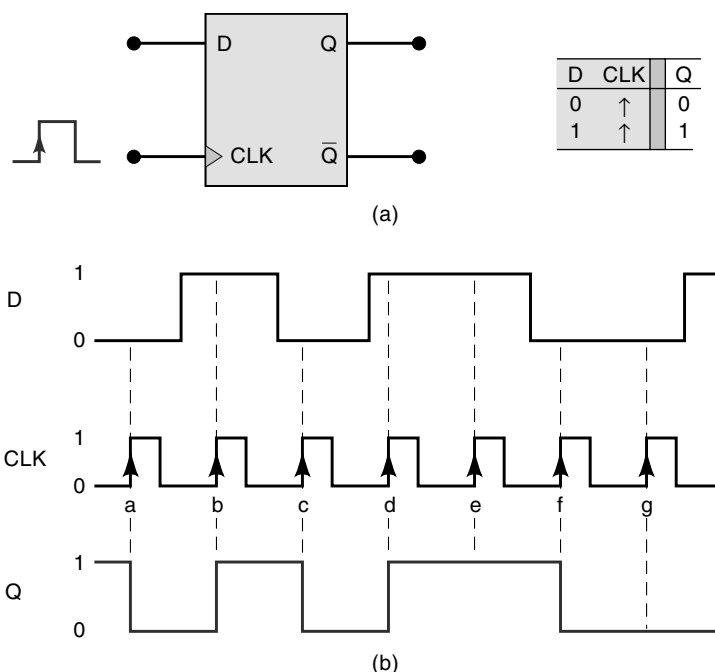 D Q
CLK Q̅
D CLK Q
0 ↑ 0
1 ↑ 1
(a)
1
D
0
1
CLK
0
a b c d e f g
1
Q
0
(b)